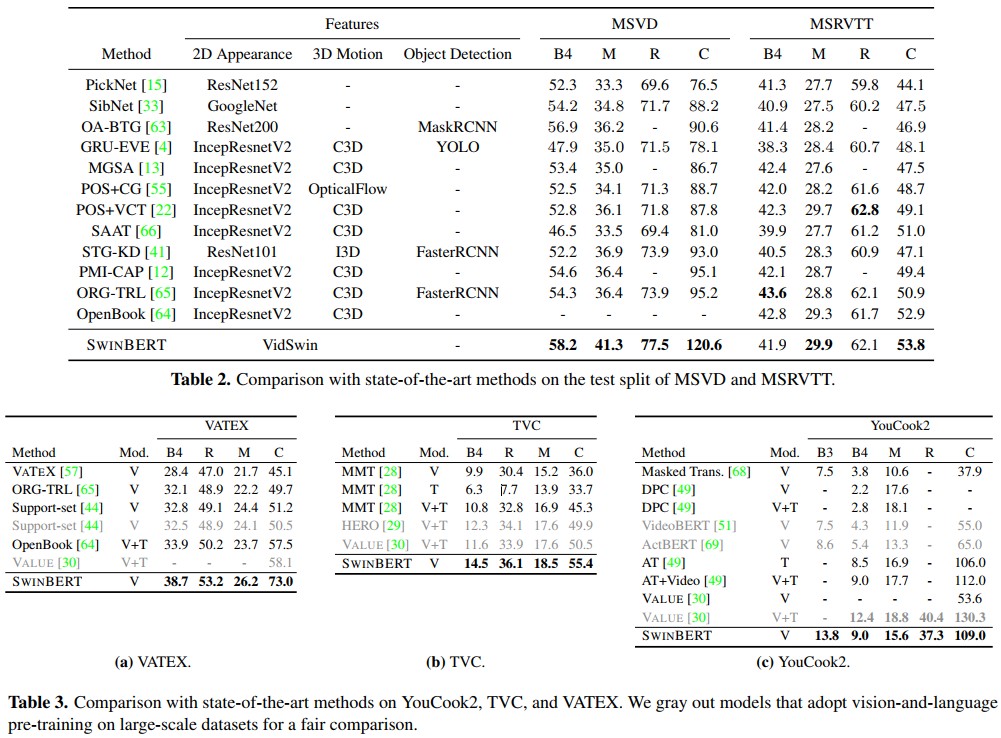 Features MSVD MSRVTT
Method 2D Appearance 3D Motion Object Detection B4 M R C B4 M R C
PickNet [15] ResNet152 - - 52.3 33.3 69.6 76.5 41.3 27.7 59.8 44.1
SibNet [33] GoogleNet - - 54.2 34.8 71.7 88.2 40.9 27.5 60.2 47.5
OA-BTG [63] ResNet200 - MaskRCNN 56.9 36.2 - 90.6 41.4 28.2 - 46.9
GRU-EVE [4] IncepResnetV2 C3D YOLO 47.9 35.0 71.5 78.1 38.3 28.4 60.7 48.1
MGSA [13] IncepResnetV2 C3D - 53.4 35.0 - 86.7 42.4 27.6 - 47.5
POS+CG [55] IncepResnetV2 OpticalFlow - 52.5 34.1 71.3 88.7 42.0 28.2 61.6 48.7
POS+VCT [22] IncepResnetV2 C3D - 52.8 36.1 71.8 87.8 42.3 29.7 62.8 49.1
SAAT [66] IncepResnetV2 C3D - 46.5 33.5 69.4 81.0 39.9 27.7 61.2 51.0
STG-KD [41] ResNet101 I3D FasterRCNN 52.2 36.9 73.9 93.0 40.5 28.3 60.9 47.1
PMI-CAP [12] IncepResnetV2 C3D - 54.6 36.4 - 95.1 42.1 28.7 - 49.4
ORG-TRL [65] IncepResnetV2 C3D FasterRCNN 54.3 36.4 73.9 95.2 43.6 28.8 62.1 50.9
OpenBook [64] IncepResnetV2 C3D - - - - - 42.8 29.3 61.7 52.9
SWINBERT VidSwin - 58.2 41.3 77.5 120.6 41.9 29.9 62.1 53.8
Table 2. Comparison with state-of-the-art methods on the test split of MSVD and MSRVTT.
VATEX
Method Mod. B4 R M C
VATEX [57] V 28.4 47.0 21.7 45.1
ORG-TRL [65] V 32.1 48.9 22.2 49.7
Support-set [44] V 32.8 49.1 24.4 51.2
Support-set [44] V 32.5 48.9 24.1 50.5
OpenBook [64] V+T 33.9 50.2 23.7 57.5
VALUE [30] V+T - - - 58.1
SWINBERT V 38.7 53.2 26.2 73.0
(a) VATEX.
TVC
Method Mod. B4 R M C
MMT [28] V 9.9 30.4 15.2 36.0
MMT [28] T 6.3 7.7 13.9 33.7
MMT [28] V+T 10.8 32.8 16.9 45.3
HERO [29] V+T 12.3 34.1 17.6 49.9
VALUE [30] V+T 11.6 33.9 17.6 50.5
SWINBERT V 14.5 36.1 18.5 55.4
(b) TVC.
YouCook2
Method Mod. B3 B4 M R C
Masked Trans. [68] V 7.5 3.8 10.6 - 37.9
DPC [49] V - 2.2 17.6 - -
DPC [49] V+T - 2.8 18.1 - -
VideoBERT [51] V 7.5 4.3 11.9 - 55.0
ActBERT [69] V 8.6 5.4 13.3 - 65.0
AT [49] T - 8.5 16.9 - 106.0
AT+Video [49] V+T - 9.0 17.7 - 112.0
VALUE [30] V - - - - 53.6
VALUE [30] V+T - 12.4 18.8 40.4 130.3
SWINBERT V 13.8 9.0 15.6 37.3 109.0
(c) YouCook2.
Table 3. Comparison with state-of-the-art methods on YouCook2, TVC, and VATEX. We gray out models that adopt vision-and-language
pre-training on large-scale datasets for a fair comparison.